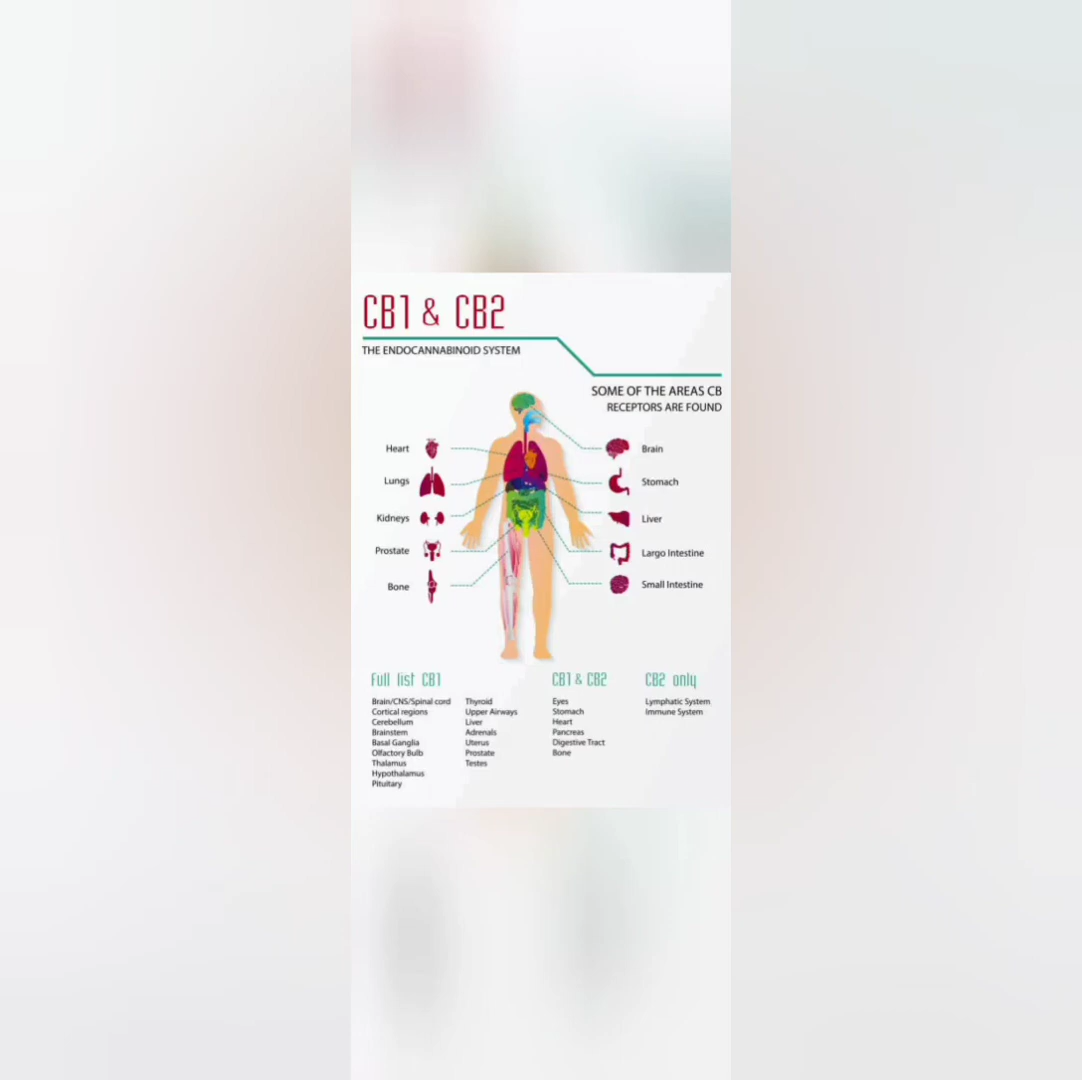 CB1 & CB2
THE ENDOCANNABINOID SYSTEM
SOME OF THE AREAS CB
RECEPTORS ARE FOUND
Heart
Lungs
Kidneys
Prostate
Bone
Brain
Stomach
Liver
Largo Intestine
Small Intestine
Full list CB1
Brain/CNS/Spinal cord
Cortical regions
Cerebellum
Brainstem
Basal Ganglia
Olfactory Bulb
Thalamus
Hypothalamus
Pituitary
Thyroid
Upper Airways
Liver
Adrenals
Uterus
Prostate
Testes
CB1 & CB2
Eyes
Stomach
Heart
Pancreas
Digestive Tract
Bone
CB2 only
Lymphatic System
Immune System